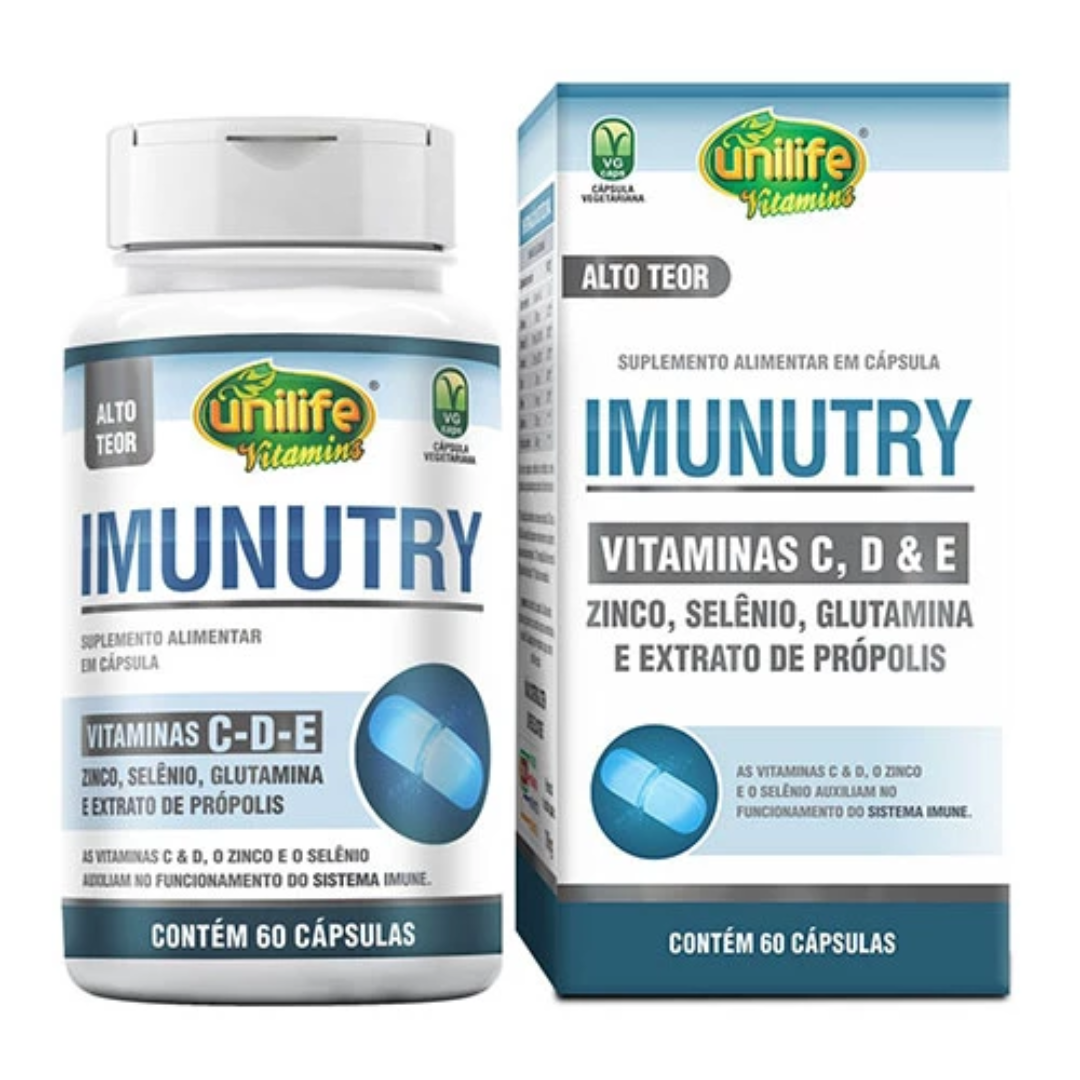 ALTO
TEOR
unilife
Vitamins
®
VG
caps
CÁPSULA
VEGETARIANA
IMUNUTRY
SUPLEMENTO ALIMENTAR
EM CÁPSULA
VITAMINAS C-D-E
ZINCO, SELÊNIO, GLUTAMINA
E EXTRATO DE PRÓPOLIS
AS VITAMINAS C & D, O ZINCO E O SELÊNIO
AUXILIAM NO FUNCIONAMENTO DO SISTEMA IMUNE.
CONTÉM 60 CÁPSULAS
VG
caps
CÁPSULA
VEGETARIANA
unilife
Vitamins
®
ALTO TEOR
SUPLEMENTO ALIMENTAR EM CÁPSULA
IMUNUTRY
VITAMINAS C, D & E
ZINCO, SELÊNIO, GLUTAMINA
E EXTRATO DE PRÓPOLIS
AS VITAMINAS C & D, O ZINCO
E O SELÊNIO AUXILIAM NO
FUNCIONAMENTO DO SISTEMA IMUNE.
CONTÉM 60 CÁPSULAS